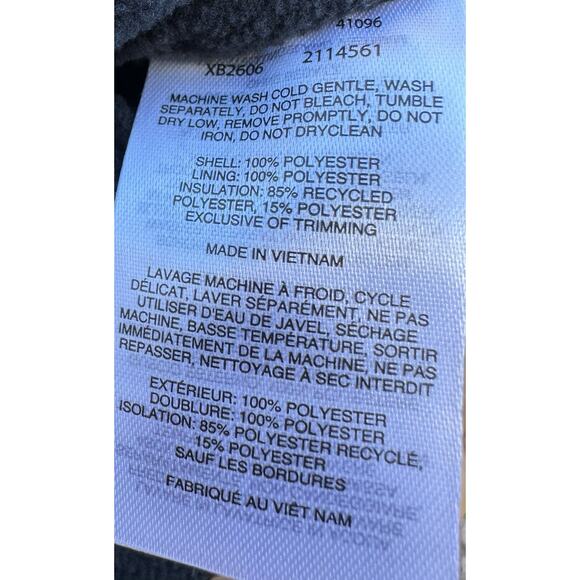 41096
XB2606 2114561
MACHINE WASH COLD GENTLE, WASH
SEPARATELY, DO NOT BLEACH, TUMBLE
DRY LOW, REMOVE PROMPTLY, DO NOT
IRON, DO NOT DRYCLEAN
SHELL: 100% POLYESTER
LINING: 100% POLYESTER
INSULATION: 85% RECYCLED
POLYESTER, 15% POLYESTER
EXCLUSIVE OF TRIMMING
MADE IN VIETNAM
LAVAGE MACHINE À FROID, CYCLE
DÉLICAT, LAVER SÉPARÉMENT, NE PAS
UTILISER D'EAU DE JAVEL, SÉCHAGE
MACHINE, BASSE TEMPÉRATURE, SORTIR
IMMÉDIATEMENT DE LA MACHINE, NE PAS
REPASSER, NETTOYAGE À SEC INTERDIT
EXTÉRIEUR: 100% POLYESTER
DOUBLURE: 100% POLYESTER
ISOLATION: 85% POLYESTER RECYCLÉ,
15% POLYESTER
SAUF LES BORDURES
FABRIQUÉ AU VIÊT NAM